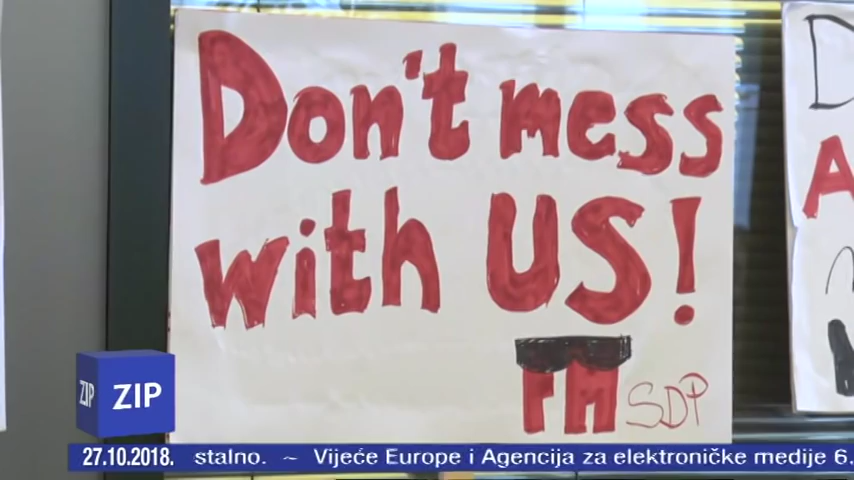 Don't mess
with US!
FM SDP
D
A
ZIP ZIP
27.10.2018. stalno. ~ Vijeće Europe i Agencija za elektroničke medije 6.